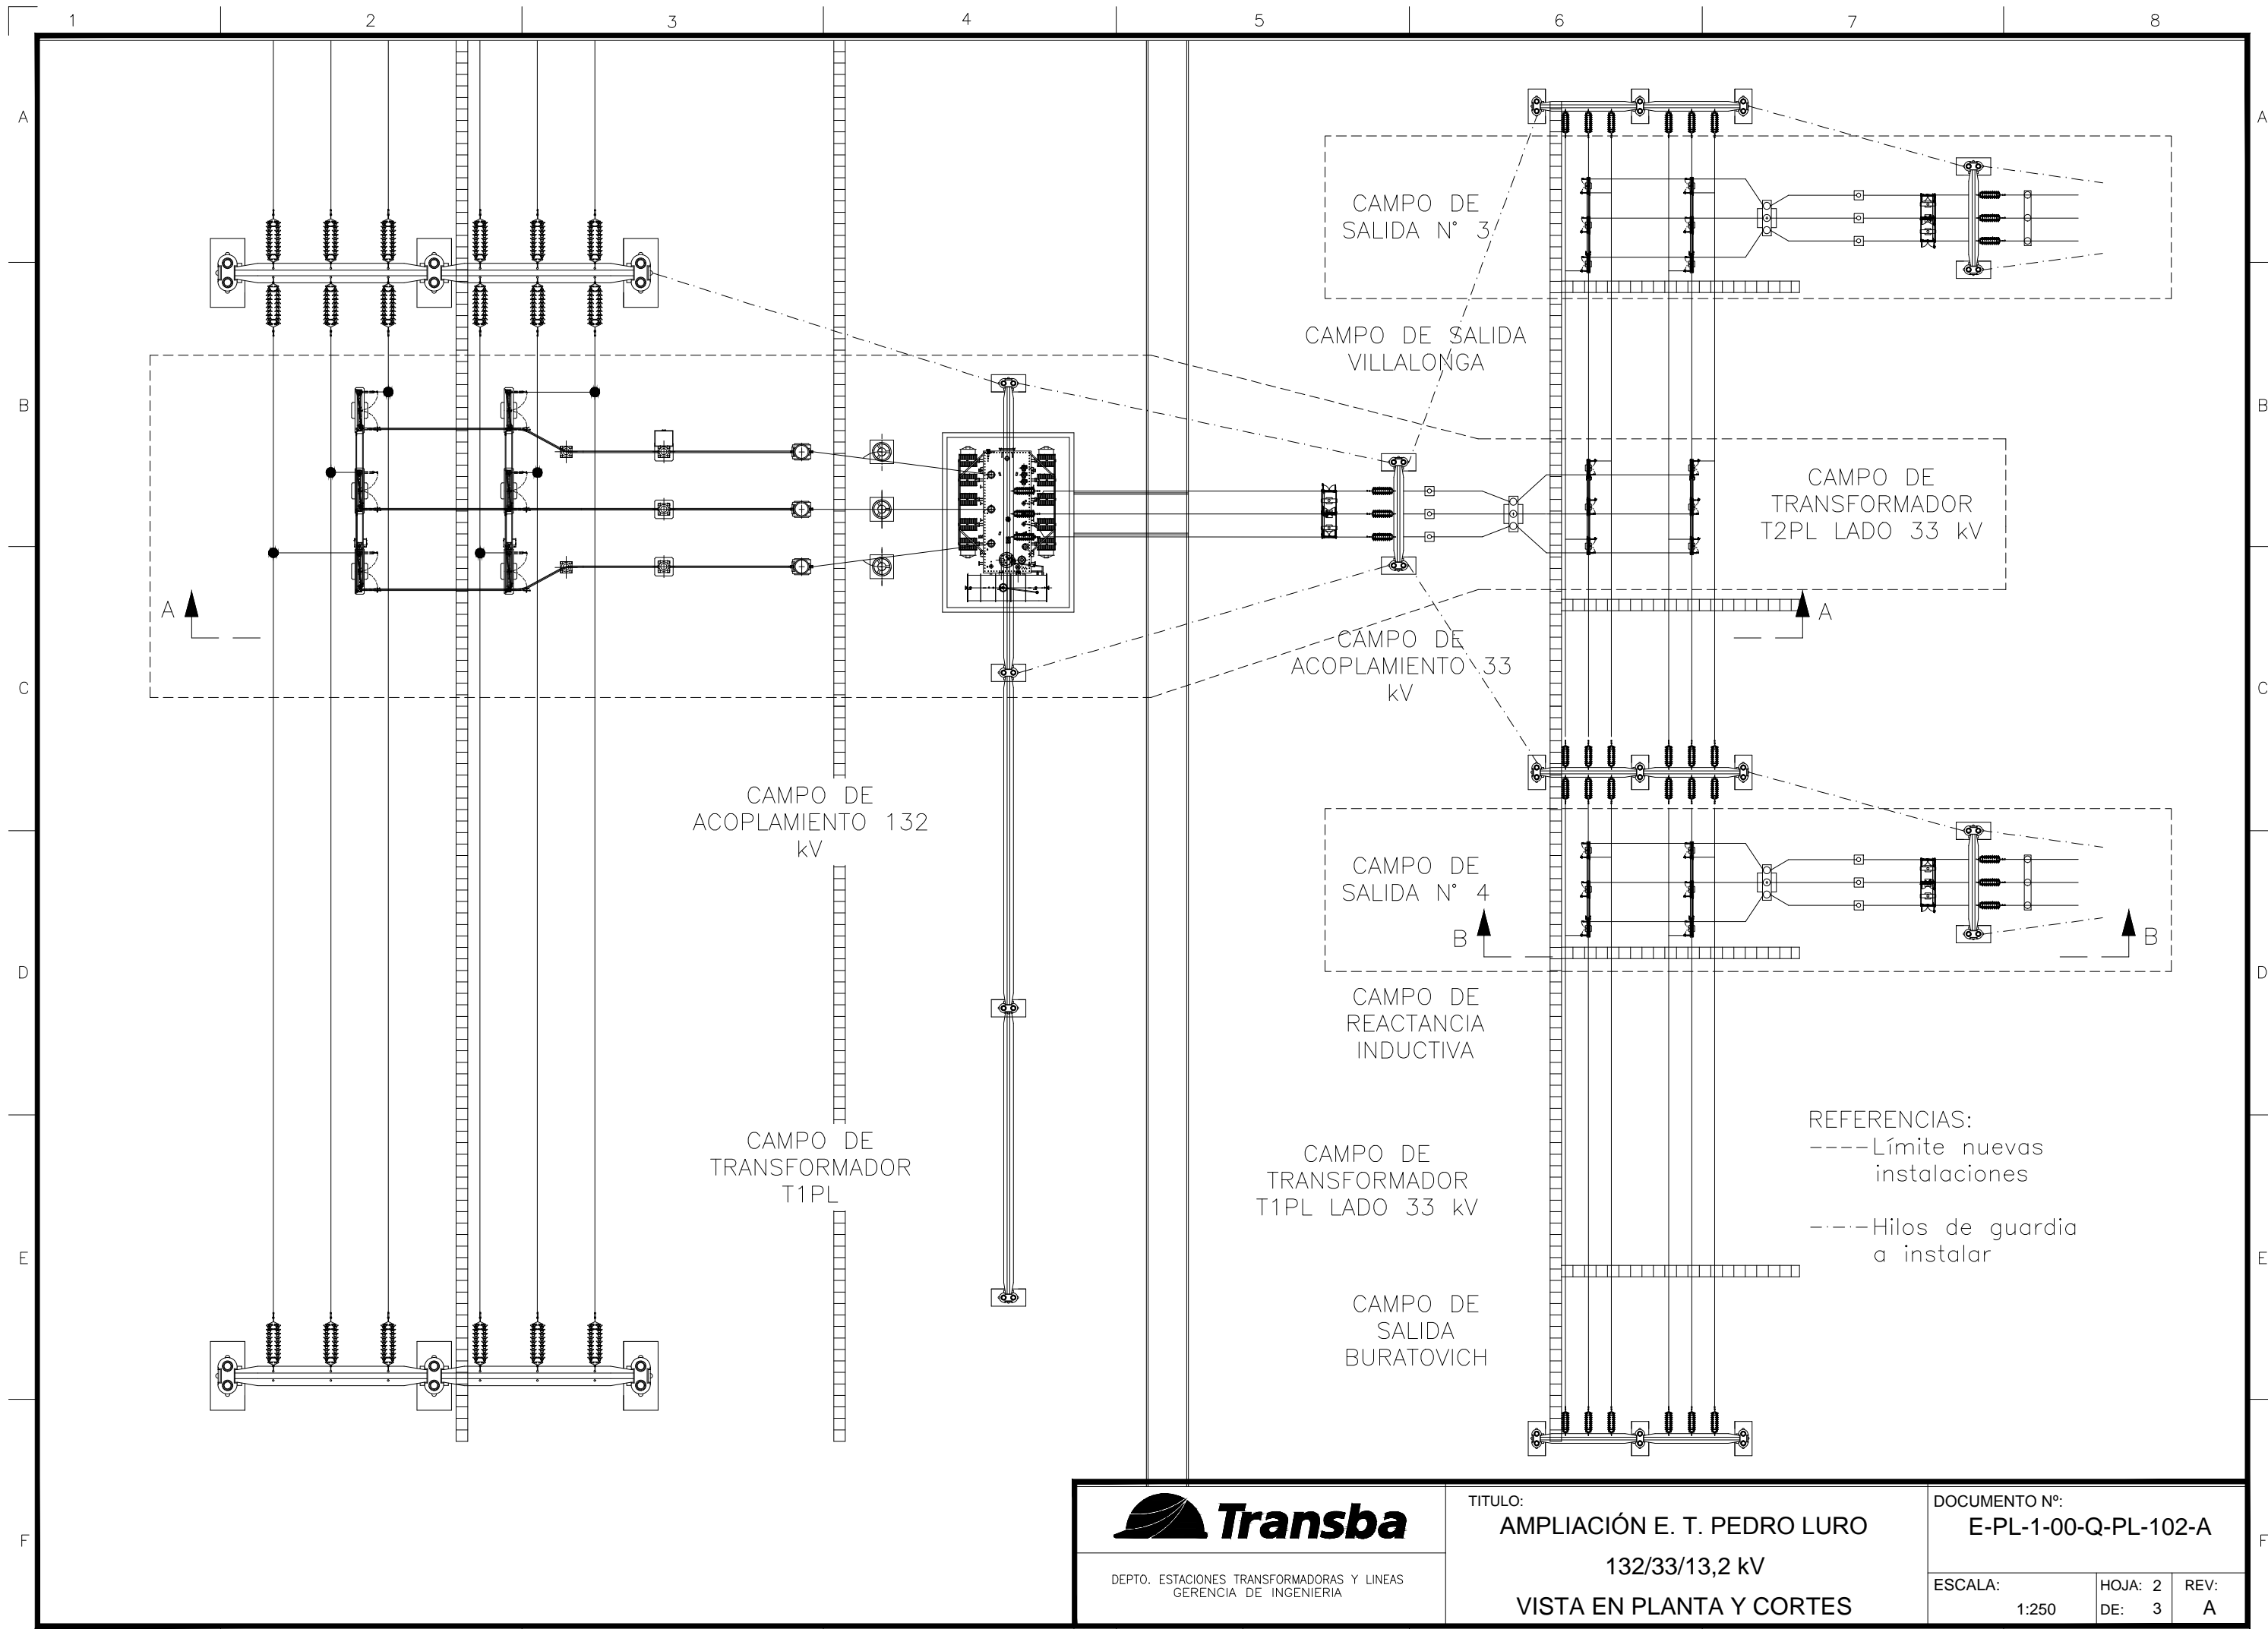 1 2 3 4 5 6 7 8
A A
B B
C C
D D
E E
F F
CAMPO DE
SALIDA N° 3
CAMPO DE SALIDA
VILLALONGA
CAMPO DE
TRANSFORMADOR
T2PL LADO 33 kV
A A
CAMPO DE
ACOPLAMIENTO 33
kV
CAMPO DE
ACOPLAMIENTO 132
kV
CAMPO DE
SALIDA N° 4
B B
CAMPO DE
REACTANCIA
INDUCTIVA
CAMPO DE
TRANSFORMADOR
T1PL
CAMPO DE
TRANSFORMADOR
T1PL LADO 33 kV
REFERENCIAS:
Límite nuevas
instalaciones
Hilos de guardia
a instalar
CAMPO DE
SALIDA
BURATOVICH
Transba
DEPTO. ESTACIONES TRANSFORMADORAS Y LINEAS
GERENCIA DE INGENIERIA
TITULO:
AMPLIACIÓN E. T. PEDRO LURO
132/33/13,2 kV
VISTA EN PLANTA Y CORTES
DOCUMENTO Nº:
E-PL-1-00-Q-PL-102-A
ESCALA:
1:250
HOJA: 2
DE: 3
REV:
A